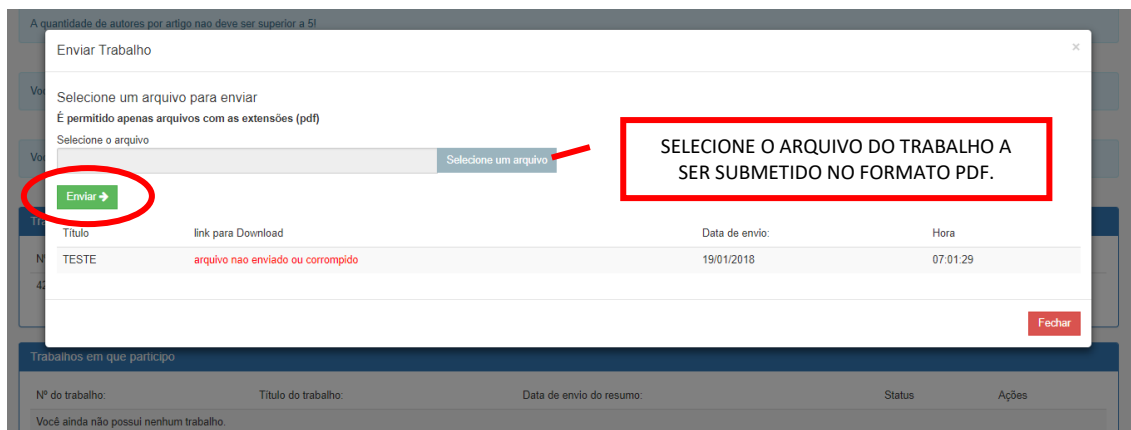 A quantidade de autores por artigo nao deve ser superior a 5!
Enviar Trabalho
×
Selecione um arquivo para enviar
É permitido apenas arquivos com as extensões (pdf)
Selecione o arquivo
Selecione um arquivo
SELECIONE O ARQUIVO DO TRABALHO A
SER SUBMETIDO NO FORMATO PDF.
Enviar →
Título link para Download Data de envio: Hora
TESTE arquivo nao enviado ou corrompido 19/01/2018 07:01:29
Fechar
Trabalhos em que participo
Nº do trabalho: Título do trabalho: Data de envio do resumo: Status Ações
Você ainda não possui nenhum trabalho.